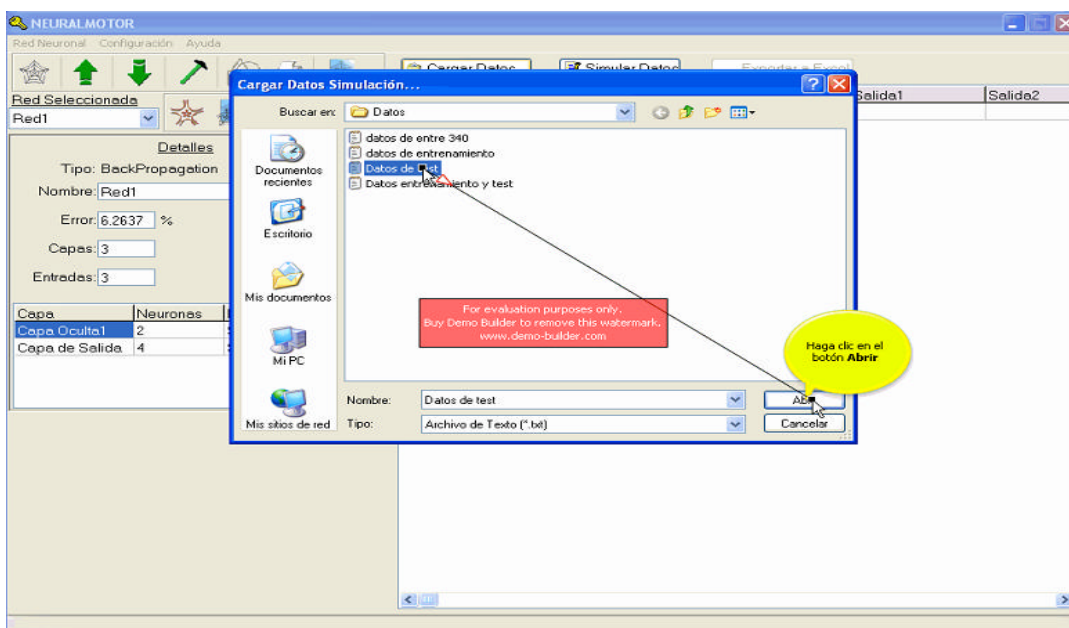 NEURALMOTOR
Red Neuronal Configuración Ayuda
Cargar Datos Simular Datos Exportar a Excel
Red Seleccionada
Red1
Salida1 Salida2
Detalles
Tipo: BackPropagation
Nombre: Red1
Error: 6.2637 %
Capas: 3
Entradas: 3
Capa Neuronas
Capa Oculta1 2
Capa de Salida 4
Cargar Datos Simulación...
Buscar en: Datos
Documentos recientes
Escritorio
Mis documentos
Mi PC
Mis sitios de red
datos de entre 340
datos de entrenamiento
Datos de test
Datos entrenamiento y test
For evaluation purposes only.
Buy Demo Builder to remove this watermark.
www.demo-builder.com
Haga clic en el
botón Abrir
Nombre: Datos de test
Tipo: Archivo de Texto (*.txt)
Cancelar